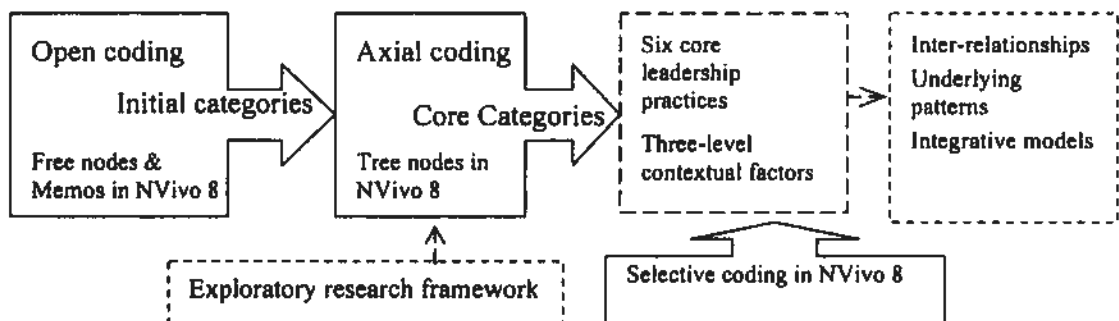 Open coding
Initial categories
Free nodes &
Memos in NVivo 8
Axial coding
Core Categories
Tree nodes in
NVivo 8
Six core
leadership
practices
Three-level
contextual factors
Inter-relationships
Underlying
patterns
Integrative models
Exploratory research framework
Selective coding in NVivo 8